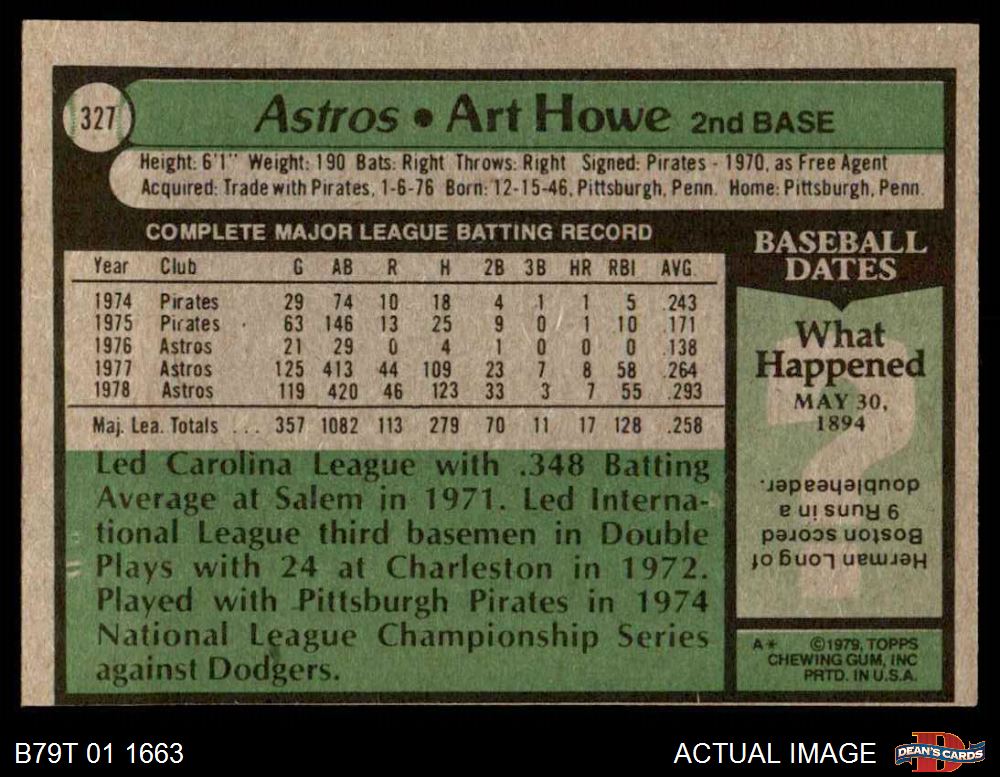 327
Astros • Art Howe 2nd BASE
Height: 6'1" Weight: 190 Bats: Right Throws: Right Signed: Pirates - 1970, as Free Agent
Acquired: Trade with Pirates, 1-6-76 Born: 12-15-46, Pittsburgh, Penn. Home: Pittsburgh, Penn.
COMPLETE MAJOR LEAGUE BATTING RECORD
Year Club G AB R H 2B 3B HR RBI AVG.
1974 Pirates 29 74 10 18 4 1 1 5 .243
1975 Pirates 63 146 13 25 9 0 1 10 .171
1976 Astros 21 29 0 4 1 0 0 0 .138
1977 Astros 125 413 44 109 23 7 8 58 .264
1978 Astros 119 420 46 123 33 3 7 55 .293
Maj. Lea. Totals ... 357 1082 113 279 70 11 17 128 .258
Led Carolina League with .348 Batting
Average at Salem in 1971. Led Interna-
tional League third basemen in Double
Plays with 24 at Charleston in 1972.
Played with Pittsburgh Pirates in 1974
National League Championship Series
against Dodgers.
BASEBALL
DATES
What
Happened
MAY 30,
1894
?
Herman Long of
Boston scored
9 Runs in a
doubleheader.
A* ©1979, TOPPS
CHEWING GUM, INC
PRTD. IN U.S.A.
B79T 01 1663
ACTUAL IMAGE
D
DEAN'S CARDS